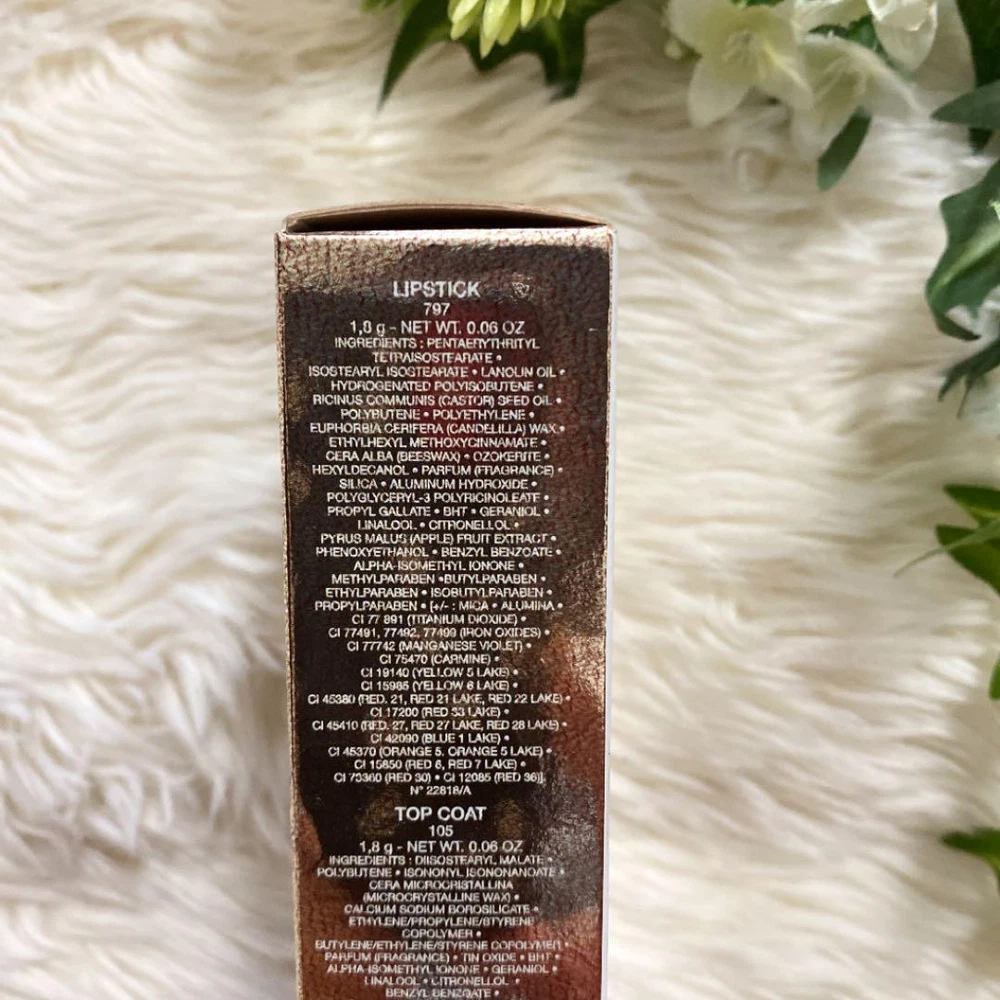 LIPSTICK
797
1,8 g - NET WT. 0.06 OZ
INGREDIENTS : PENTAERYTHRITYL
TETRAISOSTEARATE •
ISOSTEARYL ISOSTEARATE • LANOLIN OIL •
HYDROGENATED POLYISOBUTENE •
RICINUS COMMUNIS (CASTOR) SEED OIL •
POLYBUTENE • POLYETHYLENE •
EUPHORBIA CERIFERA (CANDELILLA) WAX •
ETHYLHEXYL METHOXYCINNAMATE •
CERA ALBA (BEESWAX) • OZOKERITE •
HEXYLDECANOL • PARFUM (FRAGRANCE) •
SILICA • ALUMINUM HYDROXIDE •
POLYGLYCERYL-3 POLYRICINOLEATE •
PROPYL GALLATE • BHT • GERANIOL •
LINALOOL • CITRONELLOL •
PYRUS MALUS (APPLE) FRUIT EXTRACT •
PHENOXYETHANOL • BENZYL BENZOATE •
ALPHA-ISOMETHYL IONONE •
METHYLPARABEN •BUTYLPARABEN •
ETHYLPARABEN • ISOBUTYLPARABEN •
PROPYLPARABEN • [+/- : MICA • ALUMINA •
CI 77 891 (TITANIUM DIOXIDE) •
CI 77491, 77492, 77499 (IRON OXIDES) •
CI 77742 (MANGANESE VIOLET) •
CI 75470 (CARMINE) •
CI 19140 (YELLOW 5 LAKE) •
CI 15985 (YELLOW 6 LAKE) •
CI 45380 (RED. 21, RED 21 LAKE, RED 22 LAKE) •
CI 17200 (RED 33 LAKE) •
CI 45410 (RED. 27, RED 27 LAKE, RED 28 LAKE) •
CI 42090 (BLUE 1 LAKE) •
CI 45370 (ORANGE 5, ORANGE 5 LAKE) •
CI 15850 (RED 6, RED 7 LAKE) •
CI 73360 (RED 30) • CI 12085 (RED 36)].
N° 22818/A
TOP COAT
105
1,8 g - NET WT. 0.06 OZ
INGREDIENTS : DIISOSTEARYL MALATE •
POLYBUTENE • ISONONYL ISONONANOATE •
CERA MICROCRISTALLINA
(MICROCRYSTALLINE WAX) •
CALCIUM SODIUM BOROSILICATE •
ETHYLENE/PROPYLENE/STYRENE
COPOLYMER •
BUTYLENE/ETHYLENE/STYRENE COPOLYMER •
PARFUM (FRAGRANCE) • TIN OXIDE • BHT •
ALPHA-ISOMETHYL IONONE • GERANIOL •
LINALOOL • CITRONELLOL •
BENZYL BENZOATE •